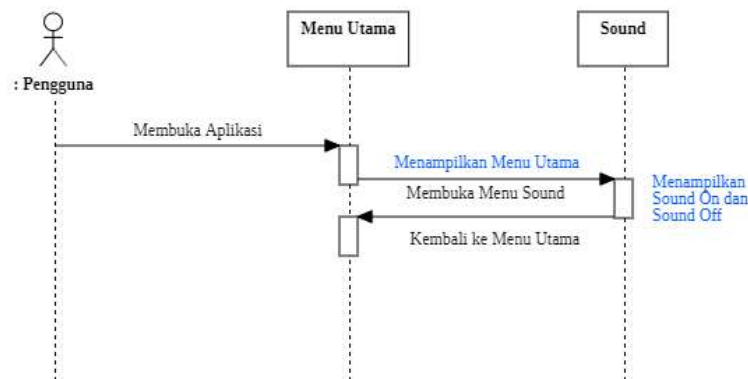 Menu Utama
Sound
: Pengguna
Membuka Aplikasi
Menampilkan Menu Utama
Membuka Menu Sound
Menampilkan
Sound On dan
Sound Off
Kembali ke Menu Utama